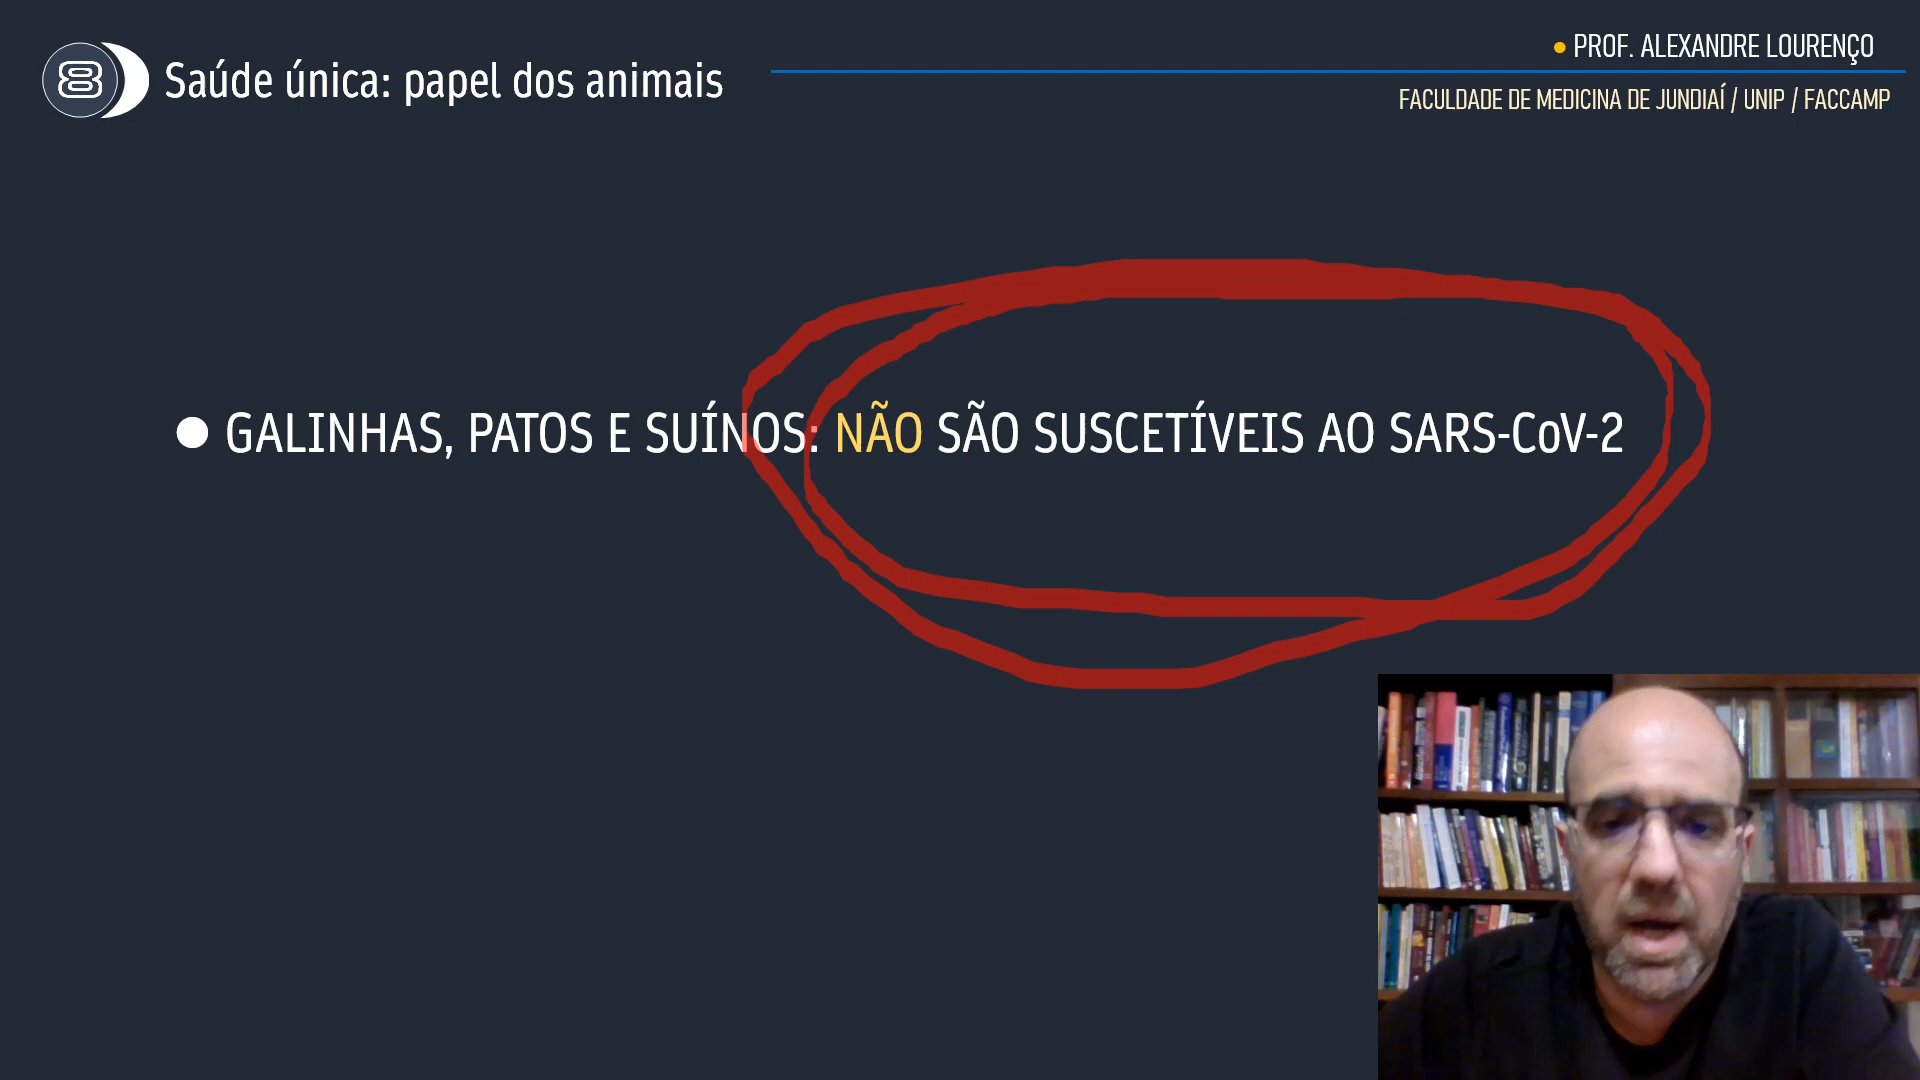 8
Saúde única: papel dos animais
• PROF. ALEXANDRE LOURENÇO
FACULDADE DE MEDICINA DE JUNDIAÍ / UNIP / FACCAMP
● GALINHAS, PATOS E SUÍNOS: NÃO SÃO SUSCETÍVEIS AO SARS-CoV-2